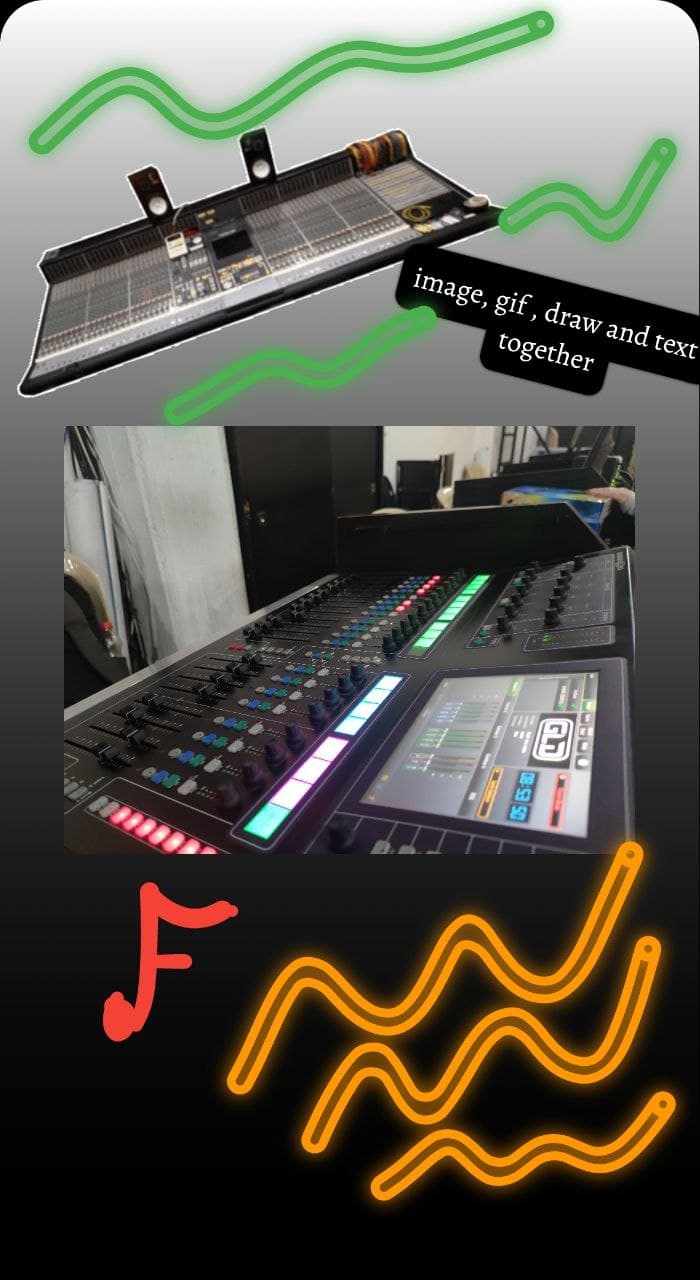 image, gif , draw and text
together